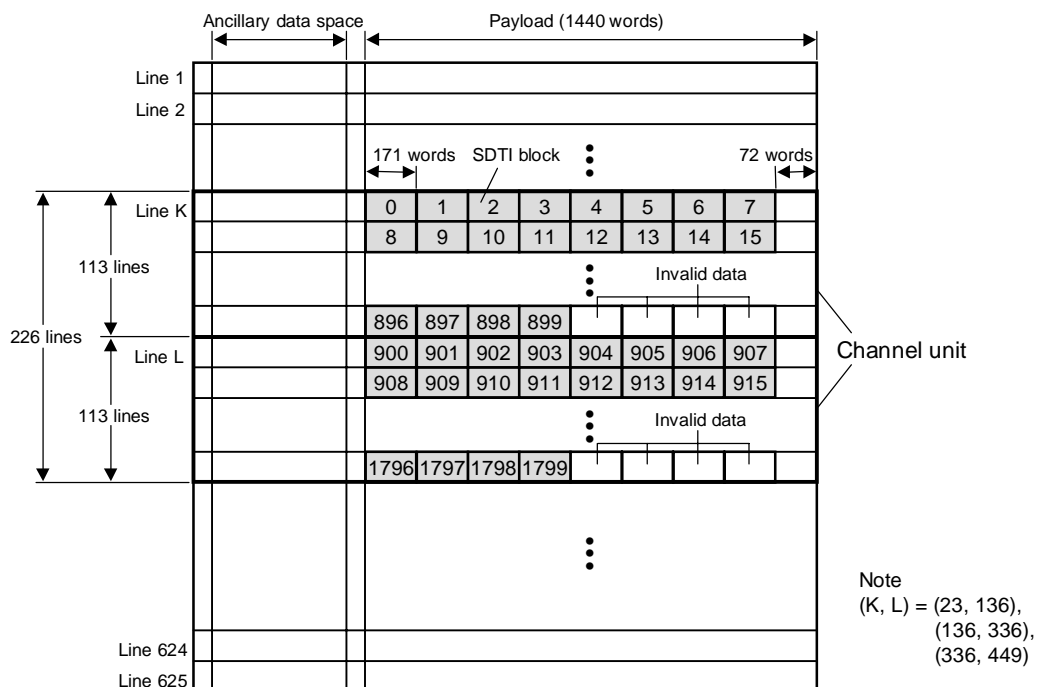 Ancillary data space Payload (1440 words)
Line 1
Line 2
171 words SDTI block 72 words
Line K 0 1 2 3 4 5 6 7
8 9 10 11 12 13 14 15
113 lines Invalid data
896 897 898 899
226 lines
Line L 900 901 902 903 904 905 906 907
Channel unit
908 909 910 911 912 913 914 915
113 lines Invalid data
1796 1797 1798 1799
Note
(K, L) = (23, 136),
(136, 336),
(336, 449)
Line 624
Line 625